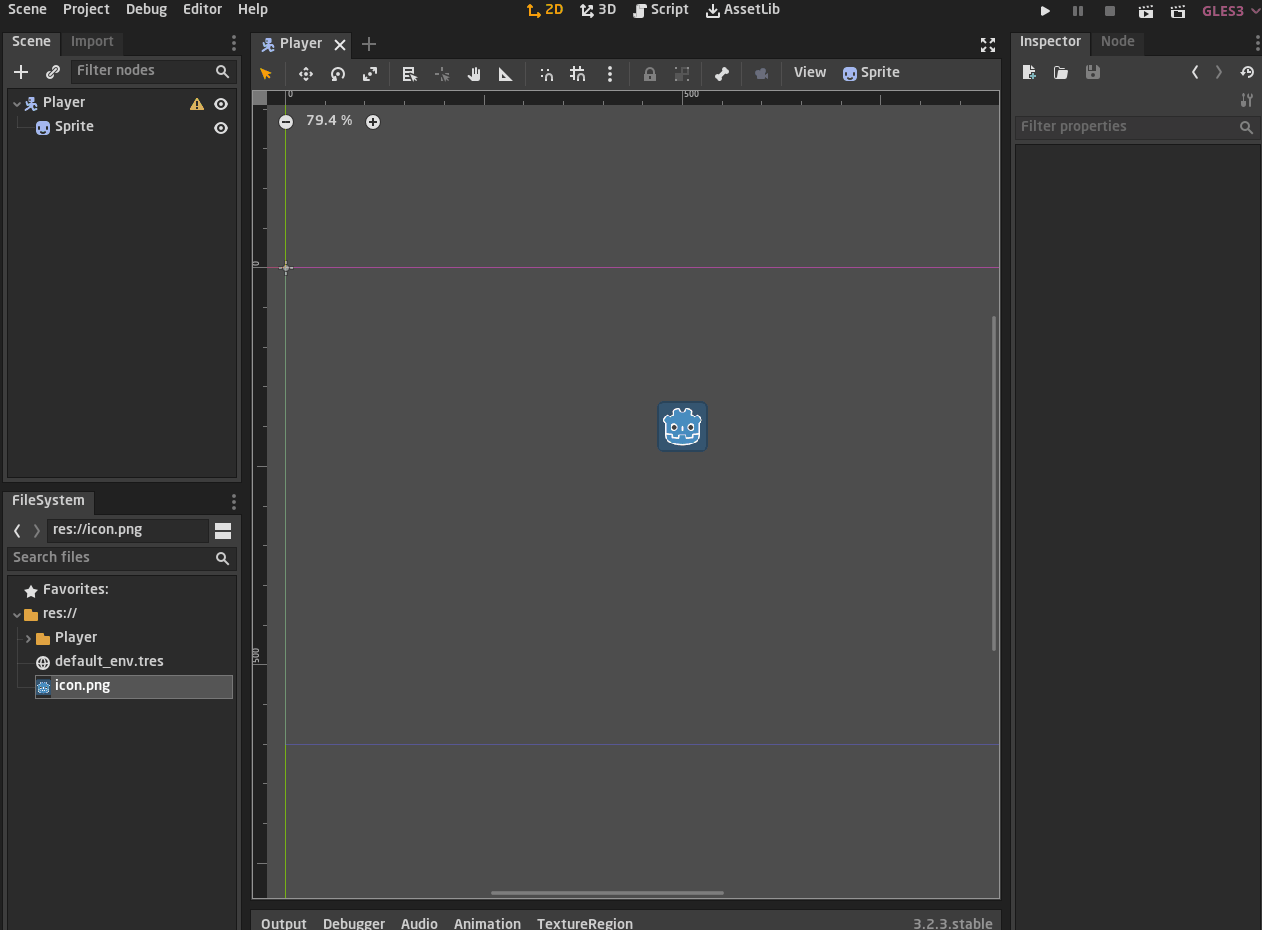 Scene Project Debug Editor Help 2D 3D Script AssetLib GLES3
Scene Import
Filter nodes
Player
Sprite
FileSystem
res://icon.png
Search files
Favorites:
res://
Player
default_env.tres
icon.png
Player
View Sprite
0 500
79.4 %
0
500
Output Debugger Audio Animation TextureRegion 3.2.3.stable
Inspector Node
Filter properties